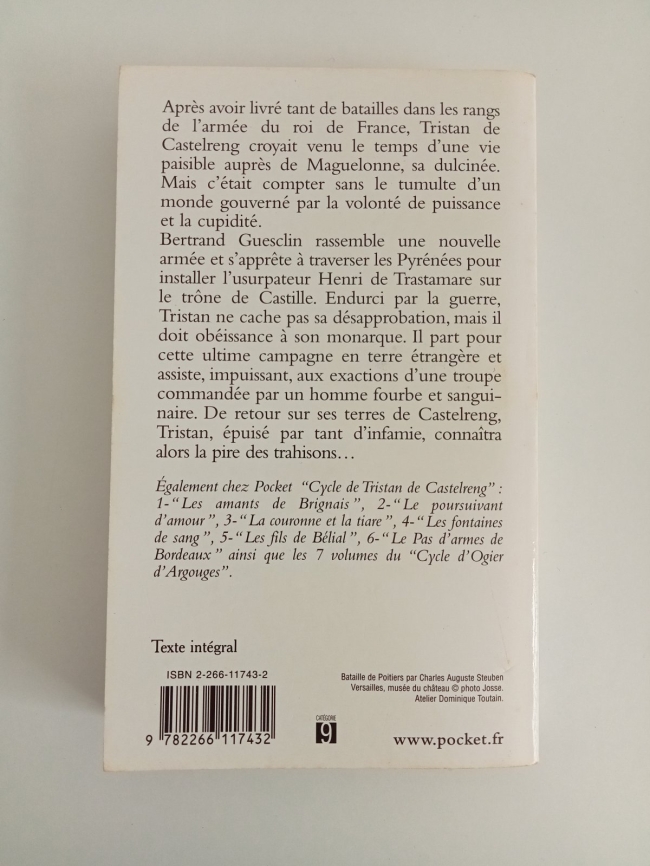 Après avoir livré tant de batailles dans les rangs
de l'armée du roi de France, Tristan de
Castelreng croyait venu le temps d'une vie
paisible auprès de Maguelonne, sa dulcinée.
Mais c'était compter sans le tumulte d'un
monde gouverné par la volonté de puissance
et la cupidité.
Bertrand Guesclin rassemble une nouvelle
armée et s'apprête à traverser les Pyrénées pour
installer l'usurpateur Henri de Trastamare sur
le trône de Castille. Endurci par la guerre,
Tristan ne cache pas sa désapprobation, mais il
doit obéissance à son monarque. Il part pour
cette ultime campagne en terre étrangère et
assiste, impuissant, aux exactions d'une troupe
commandée par un homme fourbe et sangui-
naire. De retour sur ses terres de Castelreng,
Tristan, épuisé par tant d'infamie, connaîtra
alors la pire des trahisons…
Également chez Pocket "Cycle de Tristan de Castelreng" :
1-"Les amants de Brignais", 2-"Le poursuivant
d'amour", 3-"La couronne et la tiare", 4-"Les fontaines
de sang", 5-"Les fils de Bélial", 6-"Le Pas d'armes de
Bordeaux" ainsi que les 7 volumes du "Cycle d'Ogier
d'Argouges".
Texte intégral
ISBN 2-266-11743-2
9 782266 117432
CATÉGORIE
9
Bataille de Poitiers par Charles Auguste Steuben
Versailles, musée du château © photo Josse.
Atelier Dominique Toutain.
www.pocket.fr